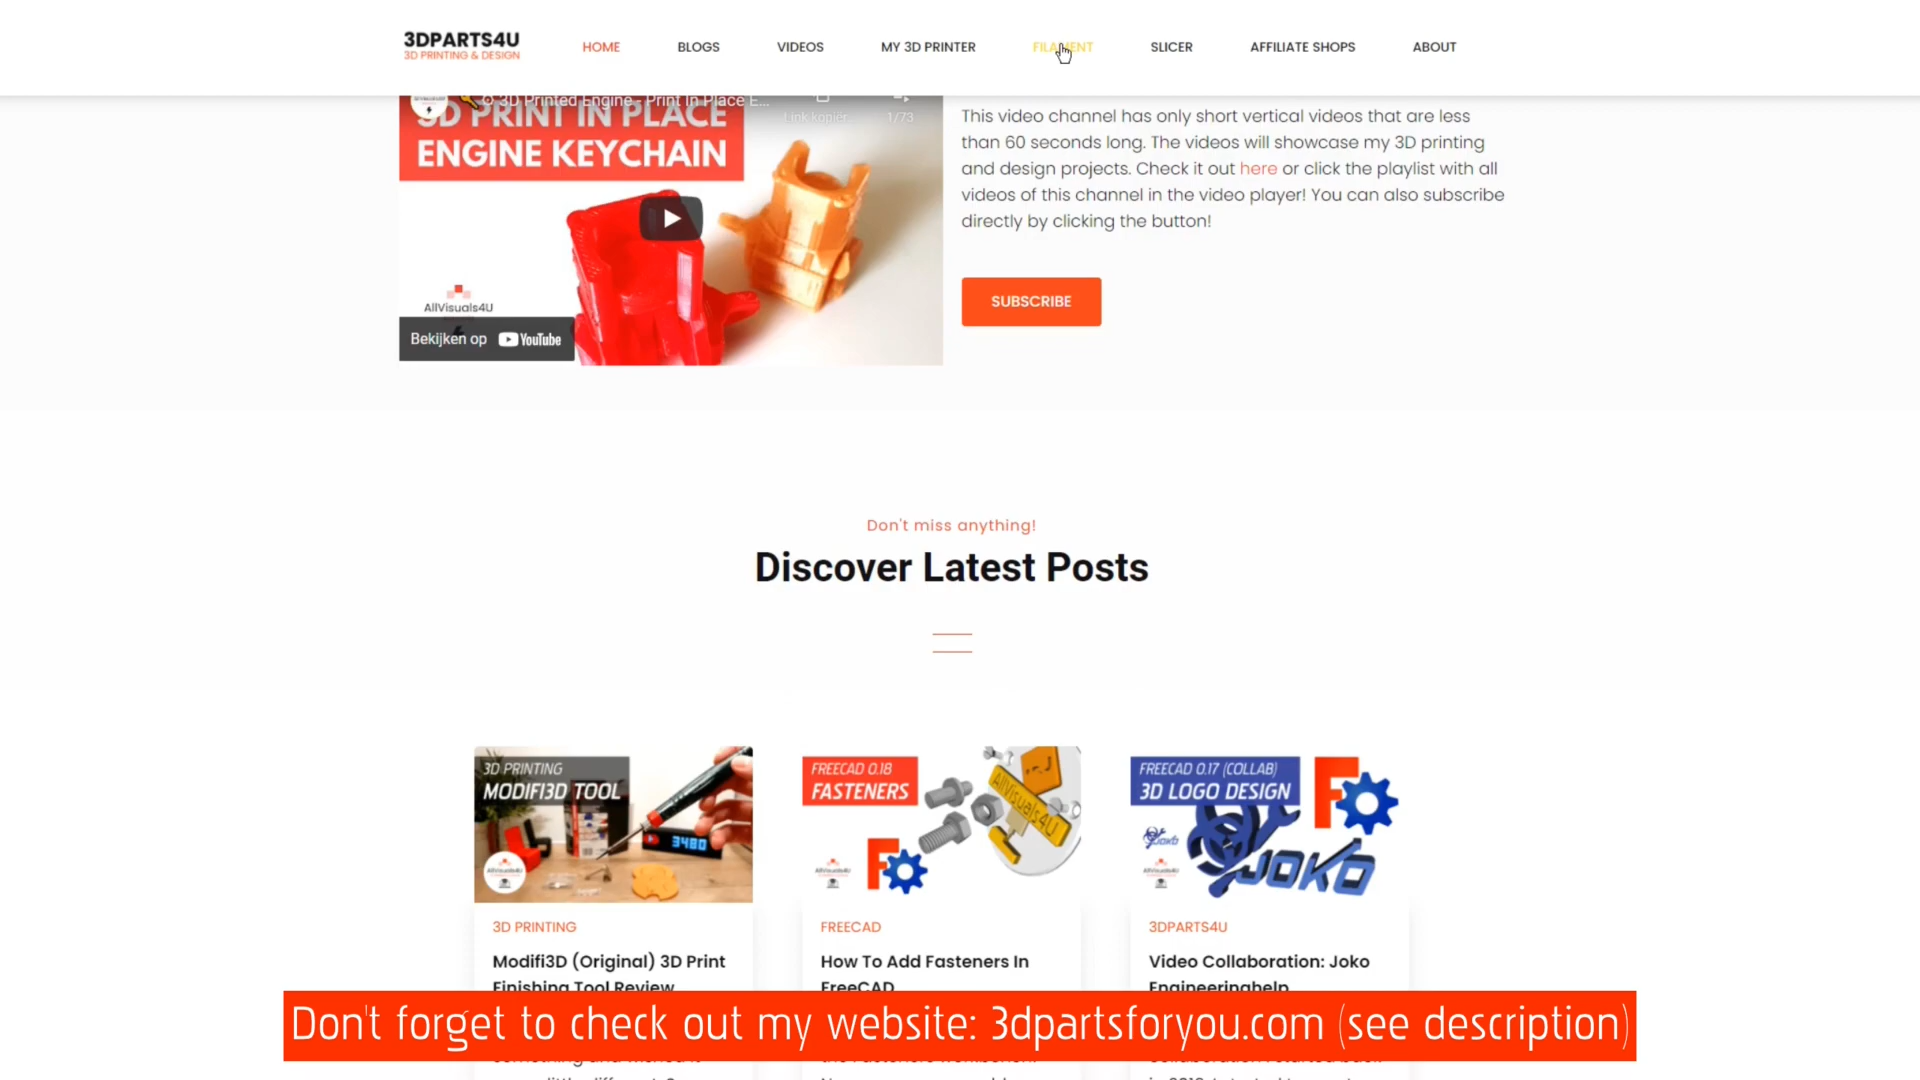 3DPARTS4U
3D PRINTING & DESIGN
HOME
BLOGS
VIDEOS
MY 3D PRINTER
FILAMENT
SLICER
AFFILIATE SHOPS
ABOUT
3D Printed Engine - Print In Place E...
3D PRINT IN PLACE
ENGINE KEYCHAIN
Link kopiër...
1/73
AllVisuals4U
Bekijken op YouTube
This video channel has only short vertical videos that are less
than 60 seconds long. The videos will showcase my 3D printing
and design projects. Check it out here or click the playlist with all
videos of this channel in the video player! You can also subscribe
directly by clicking the button!
SUBSCRIBE
Don't miss anything!
Discover Latest Posts
3D PRINTING
MODIFI3D TOOL
3480
AllVisuals4U
FREECAD 0.18
FASTENERS
AllVisuals4U
AllVisuals4U
FREECAD 0.17 (COLLAB)
3D LOGO DESIGN
JOKO
JOKO
AllVisuals4U
3D PRINTING
Modifi3D (Original) 3D Print
Finishing Tool Review
FREECAD
How To Add Fasteners In
FreeCAD
3DPARTS4U
Video Collaboration: Joko
Engineeringhelp
Don't forget to check out my website: 3dpartsforyou.com (see description)